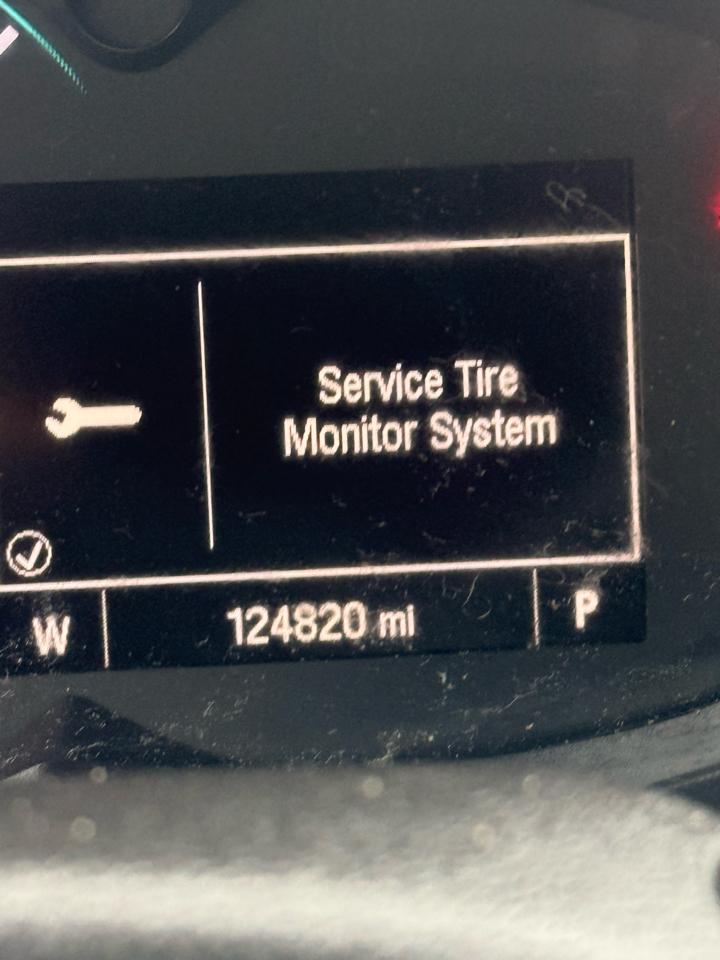 Service Tire
Monitor System
W 124820 mi P